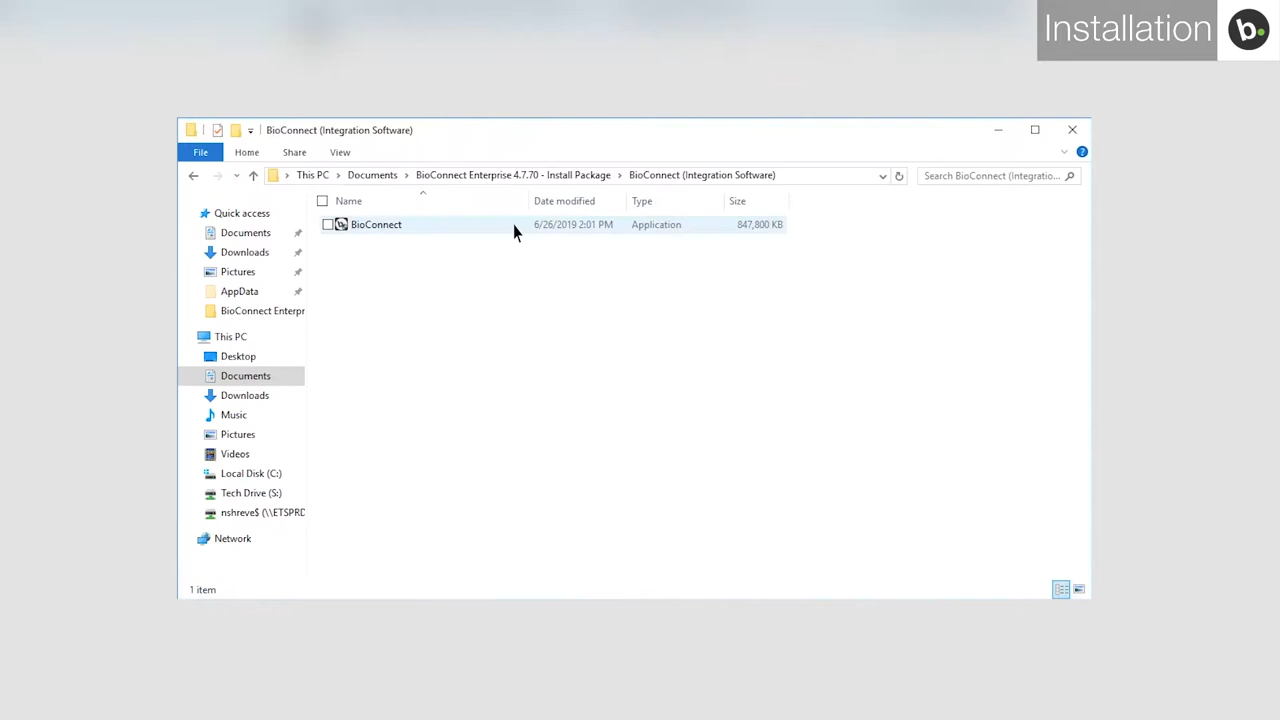 Installation b.
BioConnect (Integration Software)
File Home Share View
This PC Documents BioConnect Enterprise 4.7.70 - Install Package BioConnect (Integration Software) Search BioConnect (Integratio...
Name Date modified Type Size
BioConnect 6/26/2019 2:01 PM Application 847,800 KB
Quick access
Documents
Downloads
Pictures
AppData
BioConnect Enterpr
This PC
Desktop
Documents
Downloads
Music
Pictures
Videos
Local Disk (C:)
Tech Drive (S:)
nshreve$ (\\ETSPRD
Network
1 item